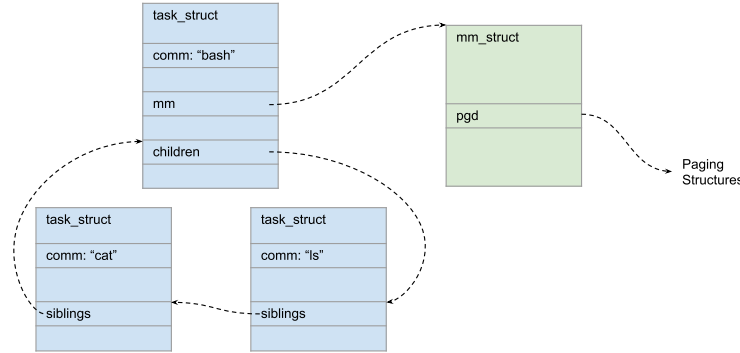 task_struct
comm: “bash”
mm
children
mm_struct
pgd
Paging
Structures
task_struct
comm: “cat”
siblings
task_struct
comm: “ls”
siblings